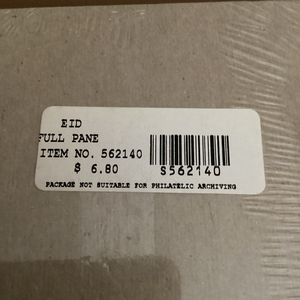 EID
FULL PANE
ITEM NO. 562140
$ 6.80
S562140
PACKAGE NOT SUITABLE FOR PHILATELIC ARCHIVING